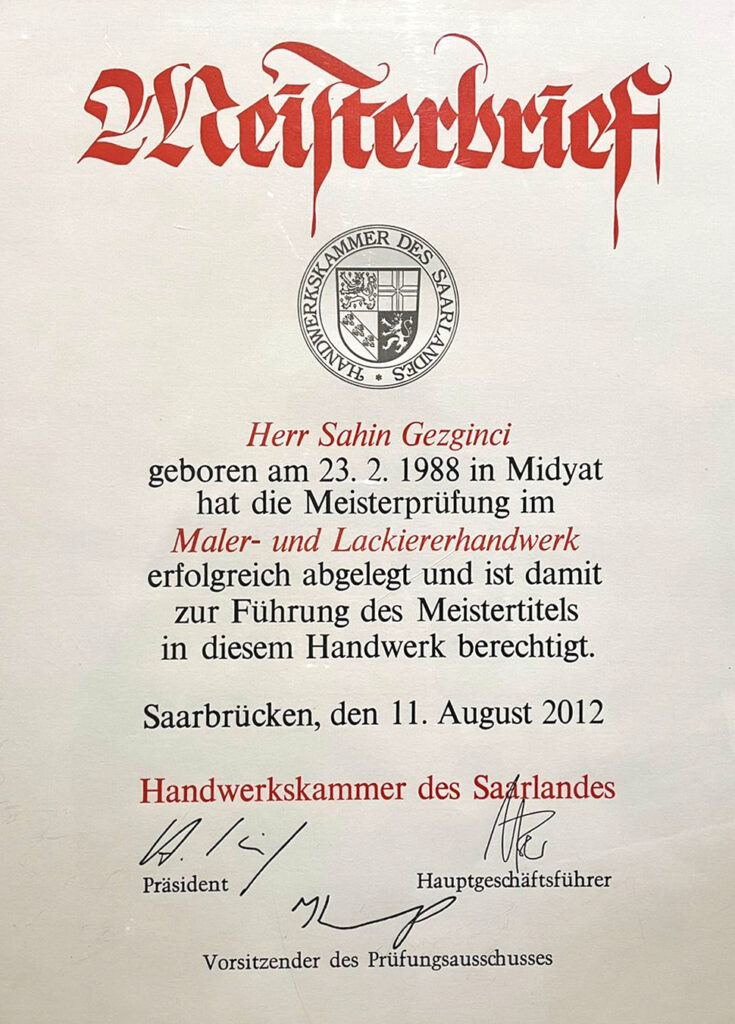 Meisterbrief
HANDWERKSKAMMER DES SAARLANDES *
Herr Sahin Gezginci
geboren am 23. 2. 1988 in Midyat
hat die Meisterprüfung im
Maler- und Lackiererhandwerk
erfolgreich abgelegt und ist damit
zur Führung des Meistertitels
in diesem Handwerk berechtigt.
Saarbrücken, den 11. August 2012
Handwerkskammer des Saarlandes
Präsident
Hauptgeschäftsführer
Vorsitzender des Prüfungsausschusses